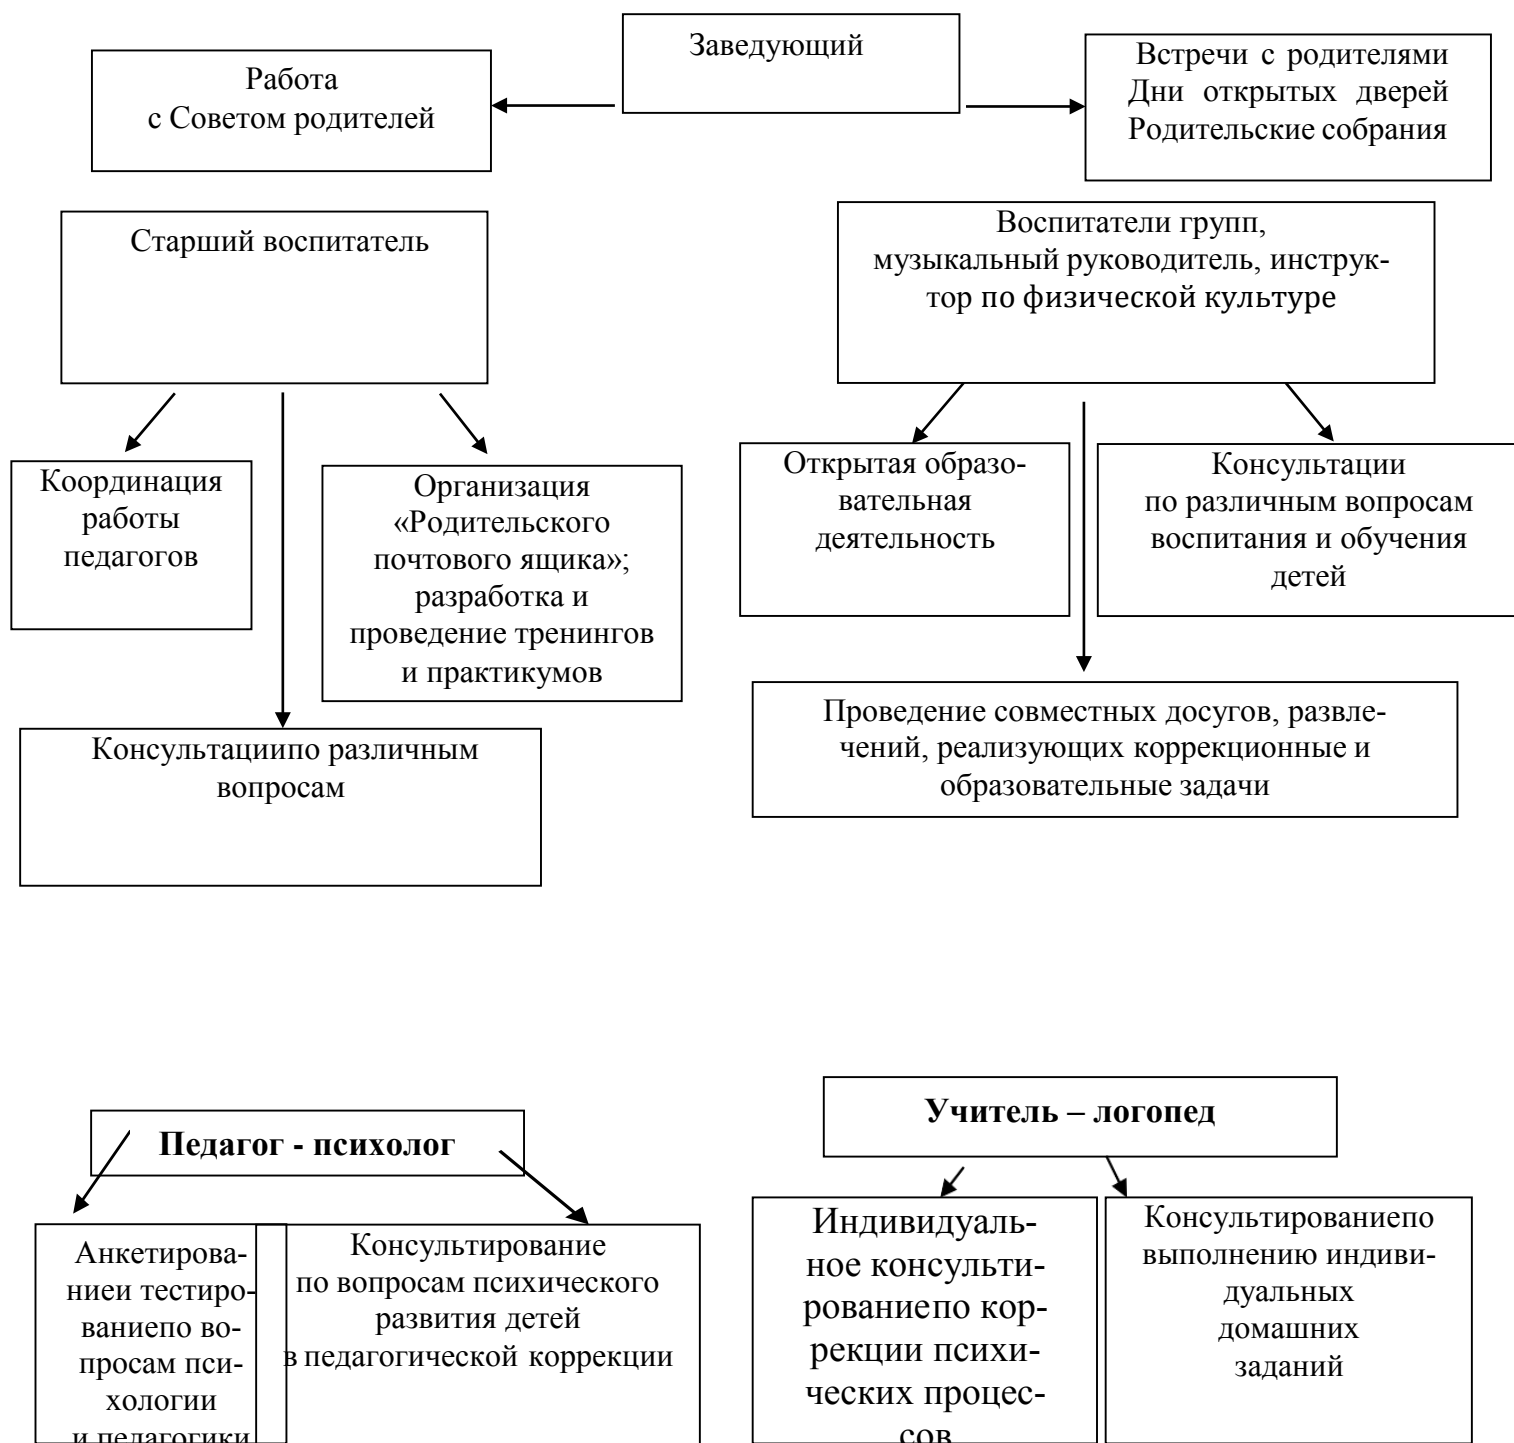 Заведующий
Работа
с Советом родителей
Встречи с родителями
Дни открытых дверей
Родительские собрания
Старший воспитатель
Воспитатели групп,
музыкальный руководитель, инструк-
тор по физической культуре
Координация
работы
педагогов
Организация
«Родительского
почтового ящика»;
разработка и
проведение тренингов
и практикумов
Консультациипо различным
вопросам
Открытая образо-
вательная
деятельность
Консультации
по различным вопросам
воспитания и обучения
детей
Проведение совместных досугов, развле-
чений, реализующих коррекционные и
образовательные задачи
Педагог - психолог
Анкетирова-
ниеи тестиро-
ваниепо во-
просам пси-
хологии
и педагогики
Консультирование
по вопросам психического
развития детей
в педагогической коррекции
Учитель – логопед
Индивидуаль-
ное консульти-
рованиепо кор-
рекции психи-
ческих процес-
сов
Консультированиепо
выполнению индиви-
дуальных
домашних
заданий